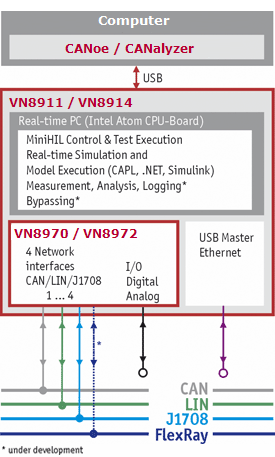 Computer
CANoe / CANalyzer
USB
VN8911 / VN8914
Real-time PC (Intel Atom CPU-Board)
MiniHIL Control & Test Execution
Real-time Simulation and
Model Execution (CAPL, .NET, Simulink)
Measurement, Analysis, Logging*
Bypassing*
VN8970 / VN8972
4 Network
interfaces
CAN/LIN/J1708
1 ... 4
I/O
Digital
Analog
USB Master
Ethernet
*
CAN
LIN
J1708
FlexRay
* under development